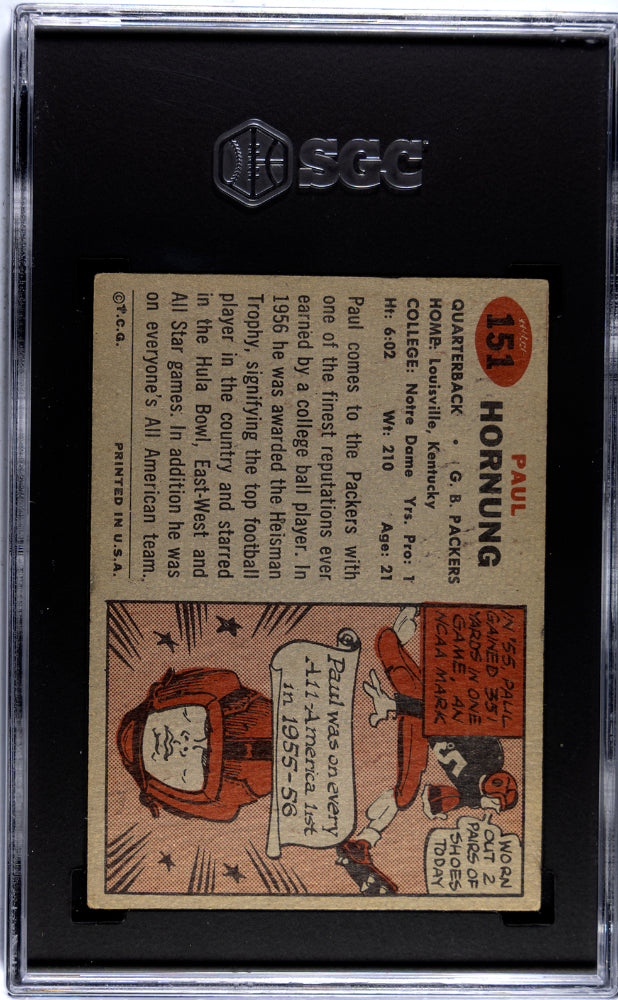 SGC
151
PAUL
HORNUNG
QUARTERBACK • G. B. PACKERS
HOME: Louisville, Kentucky
COLLEGE: Notre Dame Yrs. Pro: 1
Ht: 6:02 Wt: 210 Age: 21
Paul comes to the Packers with
one of the finest reputations ever
earned by a college ball player. In
1956 he was awarded the Heisman
Trophy, signifying the top football
player in the country and starred
in the Hula Bowl, East-West and
All Star games. In addition he was
on everyone's All American team.
©T.C.G.
PRINTED IN U.S.A.
IN '55 PAUL
GAINED 351
YARDS IN ONE
GAME, AN
NCAA MARK
WORN
OUT 2
PAIRS OF
SHOES
TODAY
5
Paul was on every
All-America list
in 1955-56